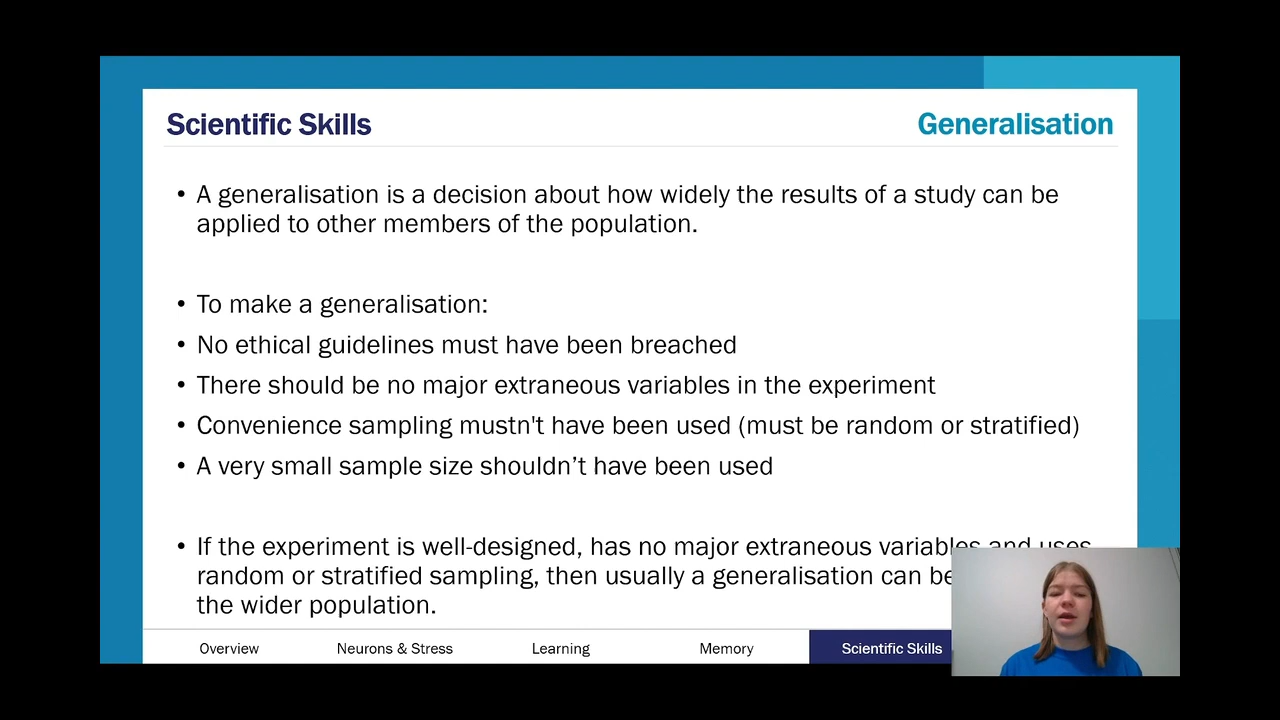 Scientific Skills
Generalisation
• A generalisation is a decision about how widely the results of a study can be
applied to other members of the population.
• To make a generalisation:
• No ethical guidelines must have been breached
• There should be no major extraneous variables in the experiment
• Convenience sampling mustn't have been used (must be random or stratified)
• A very small sample size shouldn’t have been used
• If the experiment is well-designed, has no major extraneous variables and uses
random or stratified sampling, then usually a generalisation can be
the wider population.
Overview
Neurons & Stress
Learning
Memory
Scientific Skills